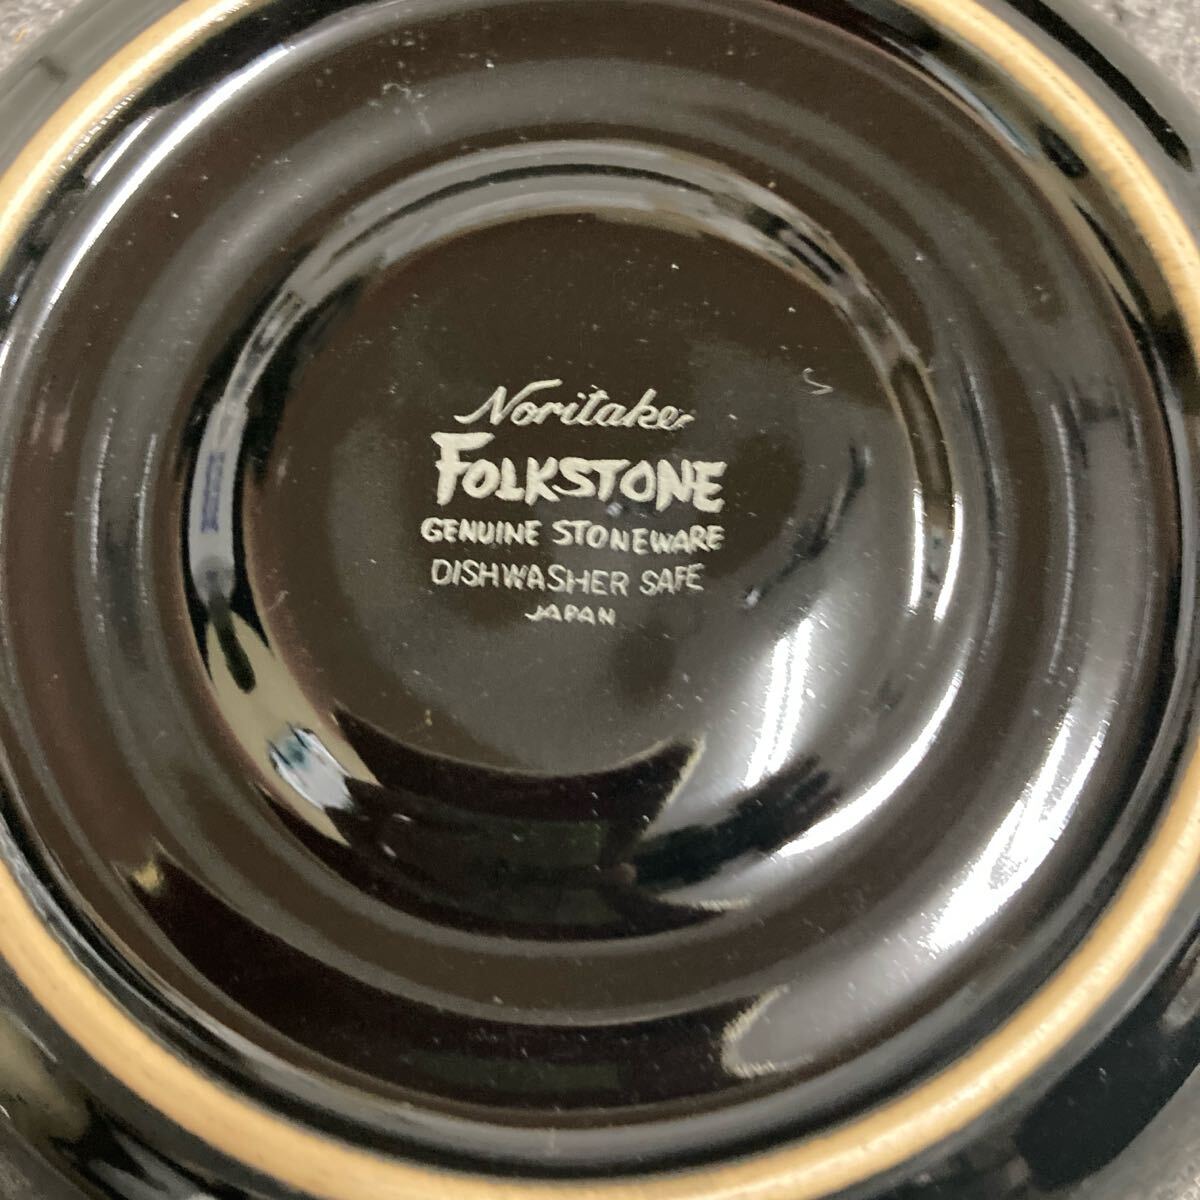 Noritake
FOLKSTONE
GENUINE STONEWARE
DISHWASHER SAFE
JAPAN